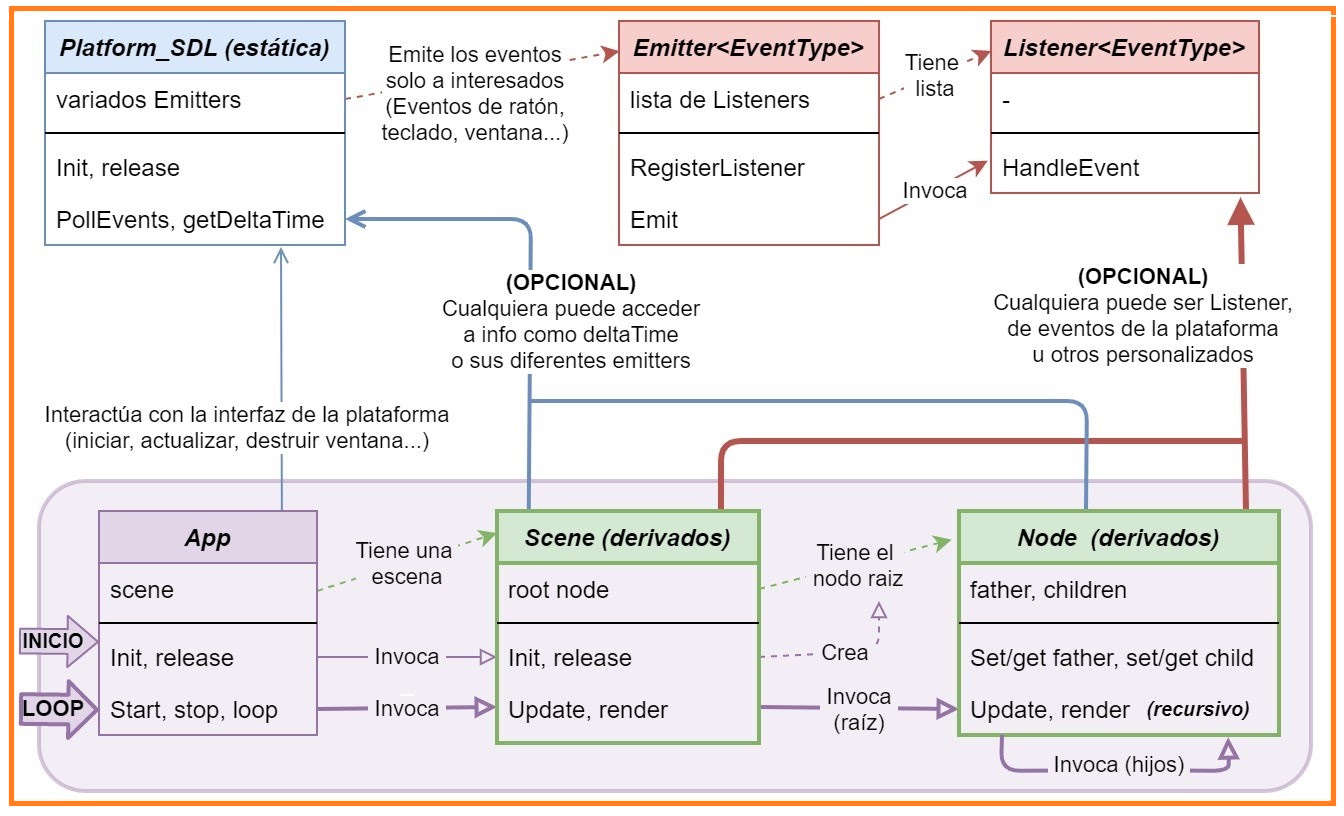 Platform_SDL (estática)
variados Emitters
Init, release
PollEvents, getDeltaTime
Emite los eventos
solo a interesados
(Eventos de ratón,
teclado, ventana...)
Emitter<EventType>
lista de Listeners
RegisterListener
Emit
Tiene
lista
Invoca
Listener<EventType>
-
HandleEvent
(OPCIONAL)
Cualquiera puede acceder
a info como deltaTime
o sus diferentes emitters
(OPCIONAL)
Cualquiera puede ser Listener,
de eventos de la plataforma
u otros personalizados
Interactúa con la interfaz de la plataforma
(iniciar, actualizar, destruir ventana...)
INICIO
LOOP
App
scene
Init, release
Start, stop, loop
Tiene una
escena
Invoca
Invoca
Scene (derivados)
root node
Init, release
Update, render
Tiene el
nodo raiz
Crea
Invoca
(raíz)
Node (derivados)
father, children
Set/get father, set/get child
Update, render (recursivo)
Invoca (hijos)